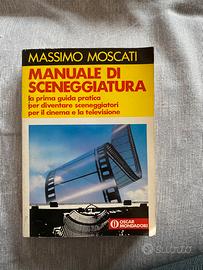 MASSIMO MOSCATI
MANUALE DI
SCENEGGIATURA
la prima guida pratica
per diventare sceneggiatori
per il cinema e la televisione
OSCAR
MONDADORI
subito